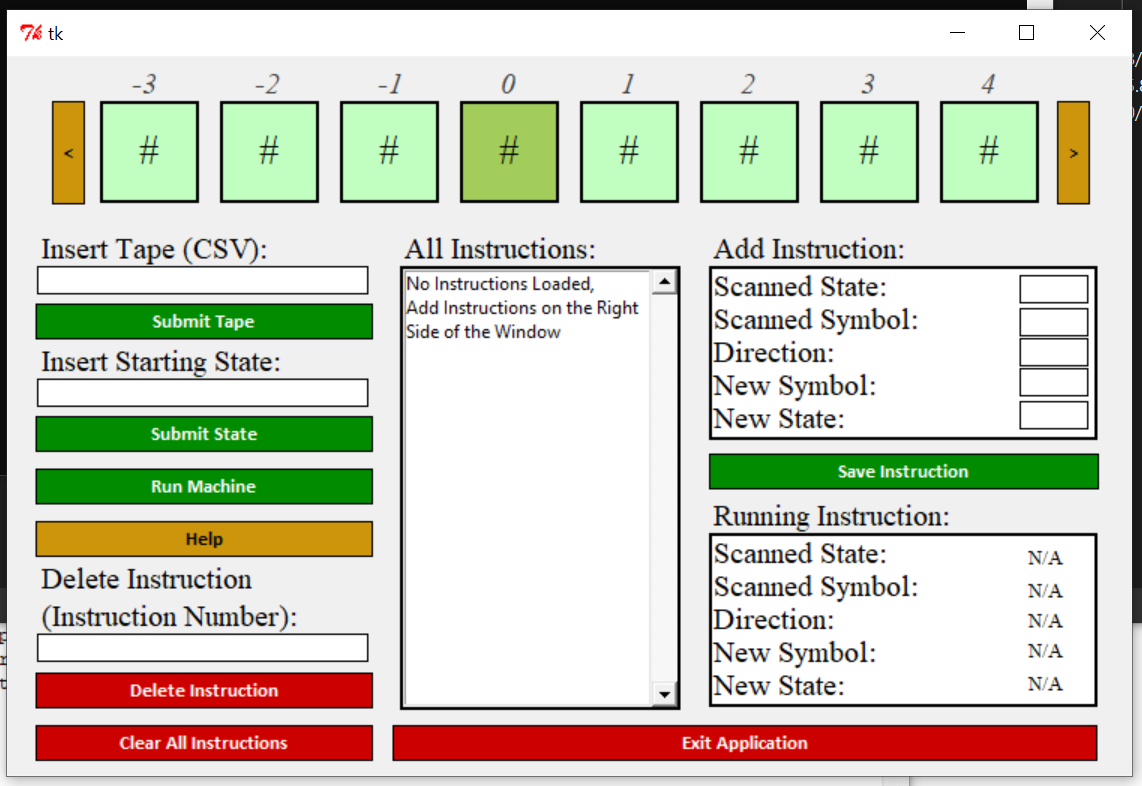 tk
-3 -2 -1 0 1 2 3 4
< # # # # # # # # >
Insert Tape (CSV):
Submit Tape
Insert Starting State:
Submit State
Run Machine
Help
Delete Instruction
(Instruction Number):
Delete Instruction
Clear All Instructions
All Instructions:
No Instructions Loaded,
Add Instructions on the Right
Side of the Window
Add Instruction:
Scanned State:
Scanned Symbol:
Direction:
New Symbol:
New State:
Save Instruction
Running Instruction:
Scanned State: N/A
Scanned Symbol: N/A
Direction: N/A
New Symbol: N/A
New State: N/A
Exit Application